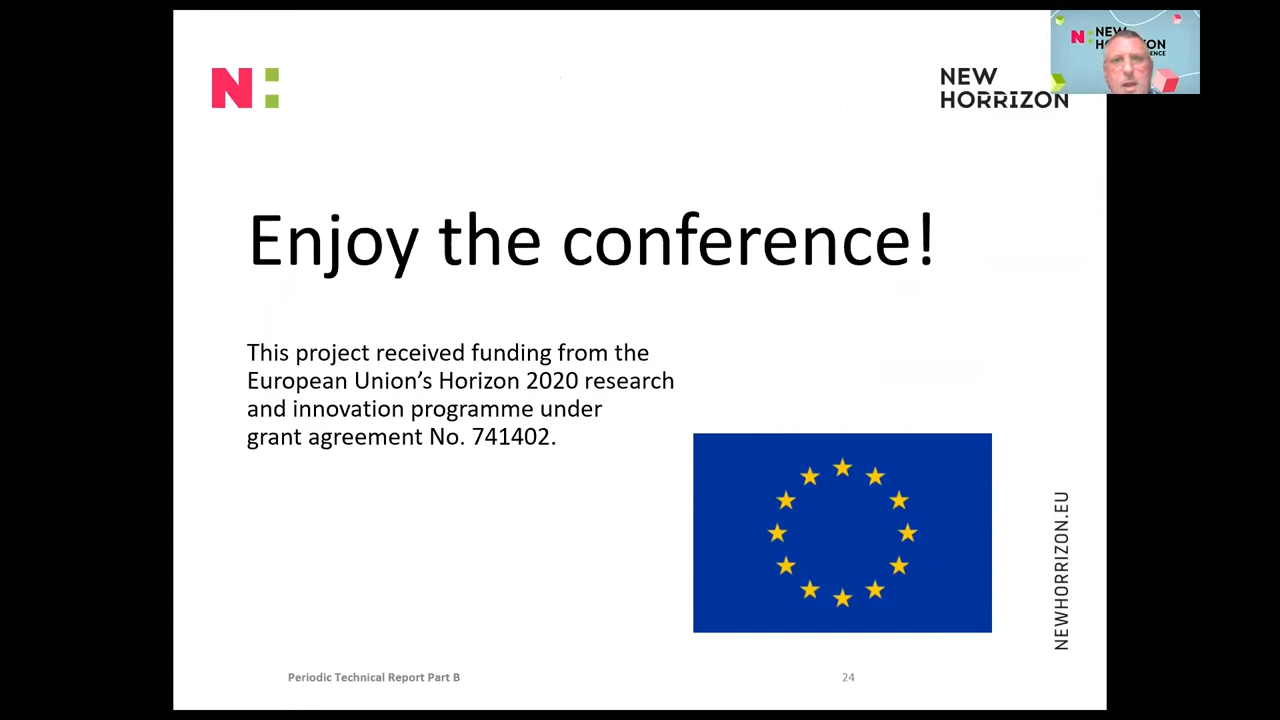 N:
NEW
HORRIZON
Enjoy the conference!
This project received funding from the
European Union’s Horizon 2020 research
and innovation programme under
grant agreement No. 741402.
NEWHORRIZON.EU
Periodic Technical Report Part B
24
N:
NEW